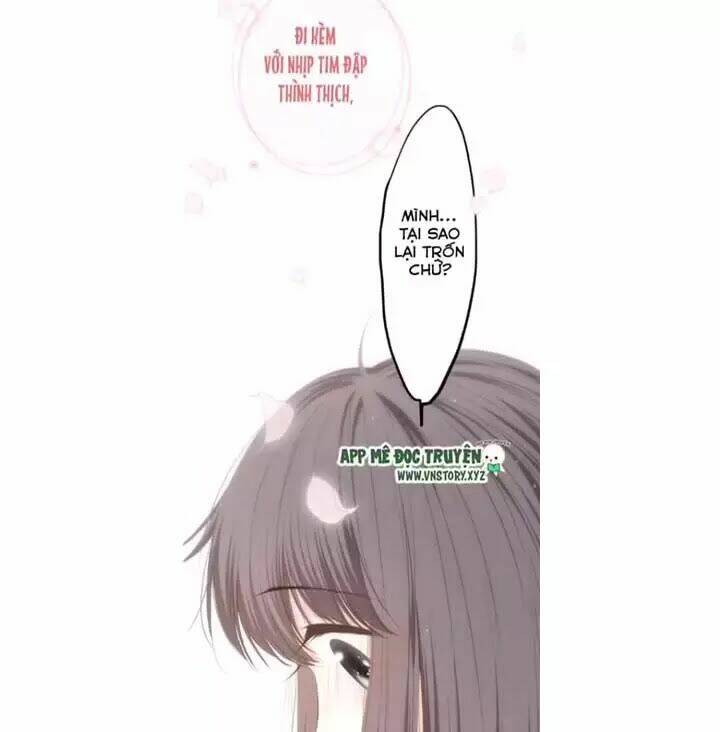 ĐI KÈM
VỚI NHỊP TIM ĐẬP
THÌNH THỊCH,
MÌNH...
TẠI SAO
LẠI TRỐN
CHỨ?
APP MÊ ĐỌC TRUYỆN
WWW.VNSTORY.XYZ